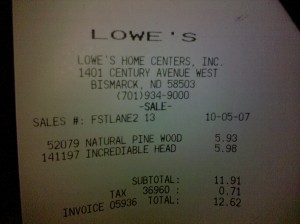 LOWE'S
LOWE'S HOME CENTERS, INC.
1401 CENTURY AVENUE WEST
BISMARCK, ND 58503
(701)934-9000
-SALE-
SALES #: FSTLANE2 13 10-05-07
52079 NATURAL PINE WOOD 5.93
141197 INCREDIABLE HEAD 5.98
SUBTOTAL: 11.91
TAX 36960 : 0.71
INVOICE 05936 TOTAL: 12.62